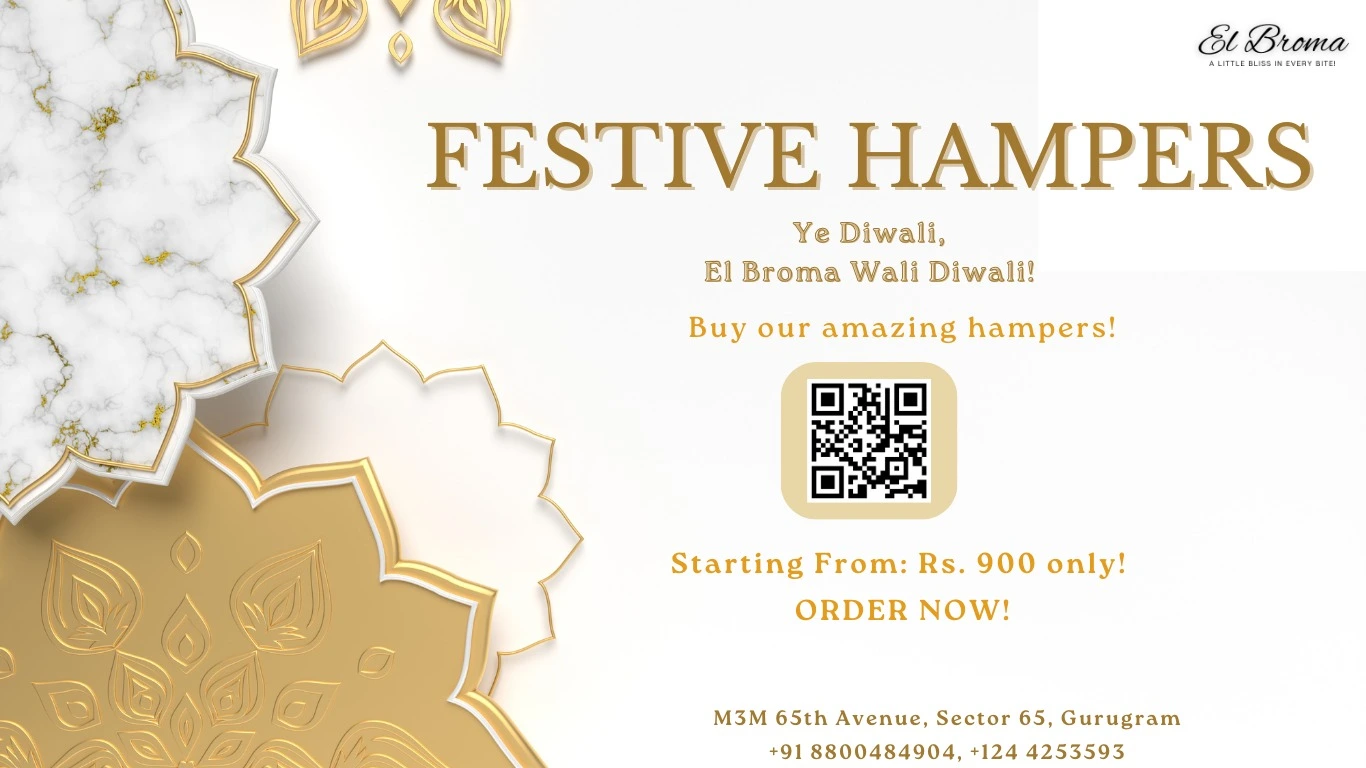 El Broma
A LITTLE BLISS IN EVERY BITE!
FESTIVE HAMPERS
Ye Diwali,
El Broma Wali Diwali!
Buy our amazing hampers!
Starting From: Rs. 900 only!
ORDER NOW!
M3M 65th Avenue, Sector 65, Gurugram
+91 8800484904, +124 4253593